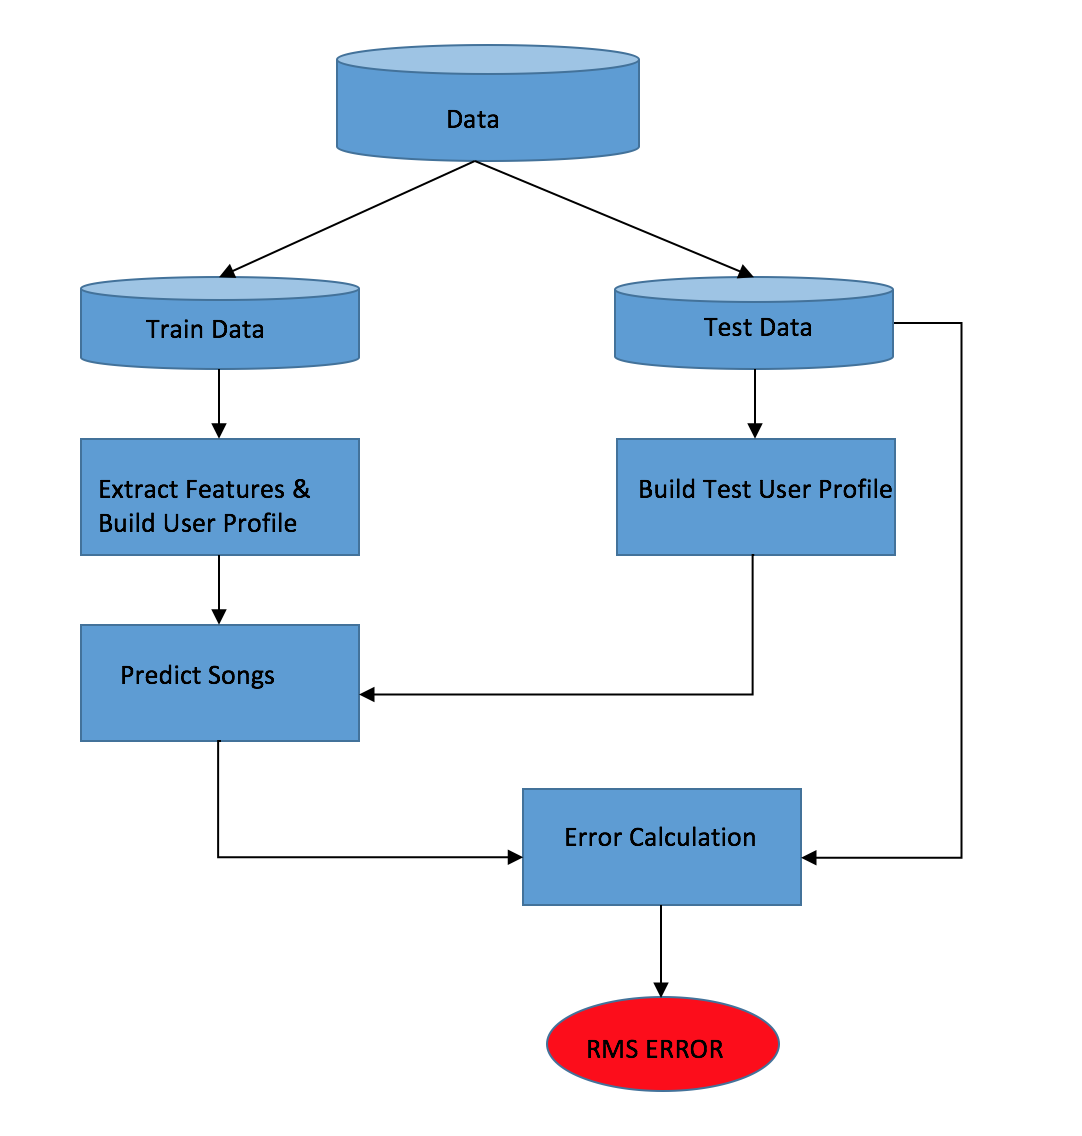 Data
Train Data
Test Data
Extract Features &
Build User Profile
Build Test User Profile
Predict Songs
Error Calculation
RMS ERROR